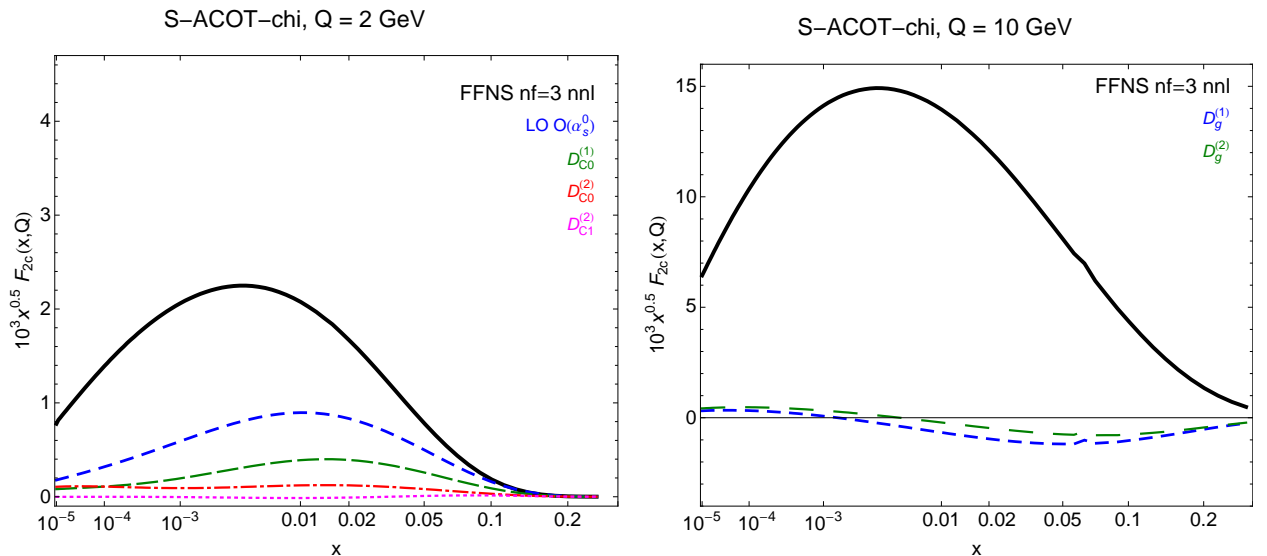 S−ACOT−chi, Q = 2 GeV
FFNS nf=3 nnl
LO O(α_s^0)
D_C0^(1)
D_C0^(2)
D_C1^(2)
10^3 x^0.5 F_2c(x,Q)
4
3
2
1
0
10^−5 10^−4 10^−3 0.01 0.02 0.05 0.1 0.2
x
S−ACOT−chi, Q = 10 GeV
FFNS nf=3 nnl
D_g^(1)
D_g^(2)
10^3 x^0.5 F_2c(x,Q)
15
10
5
0
10^−5 10^−4 10^−3 0.01 0.02 0.05 0.1 0.2
x